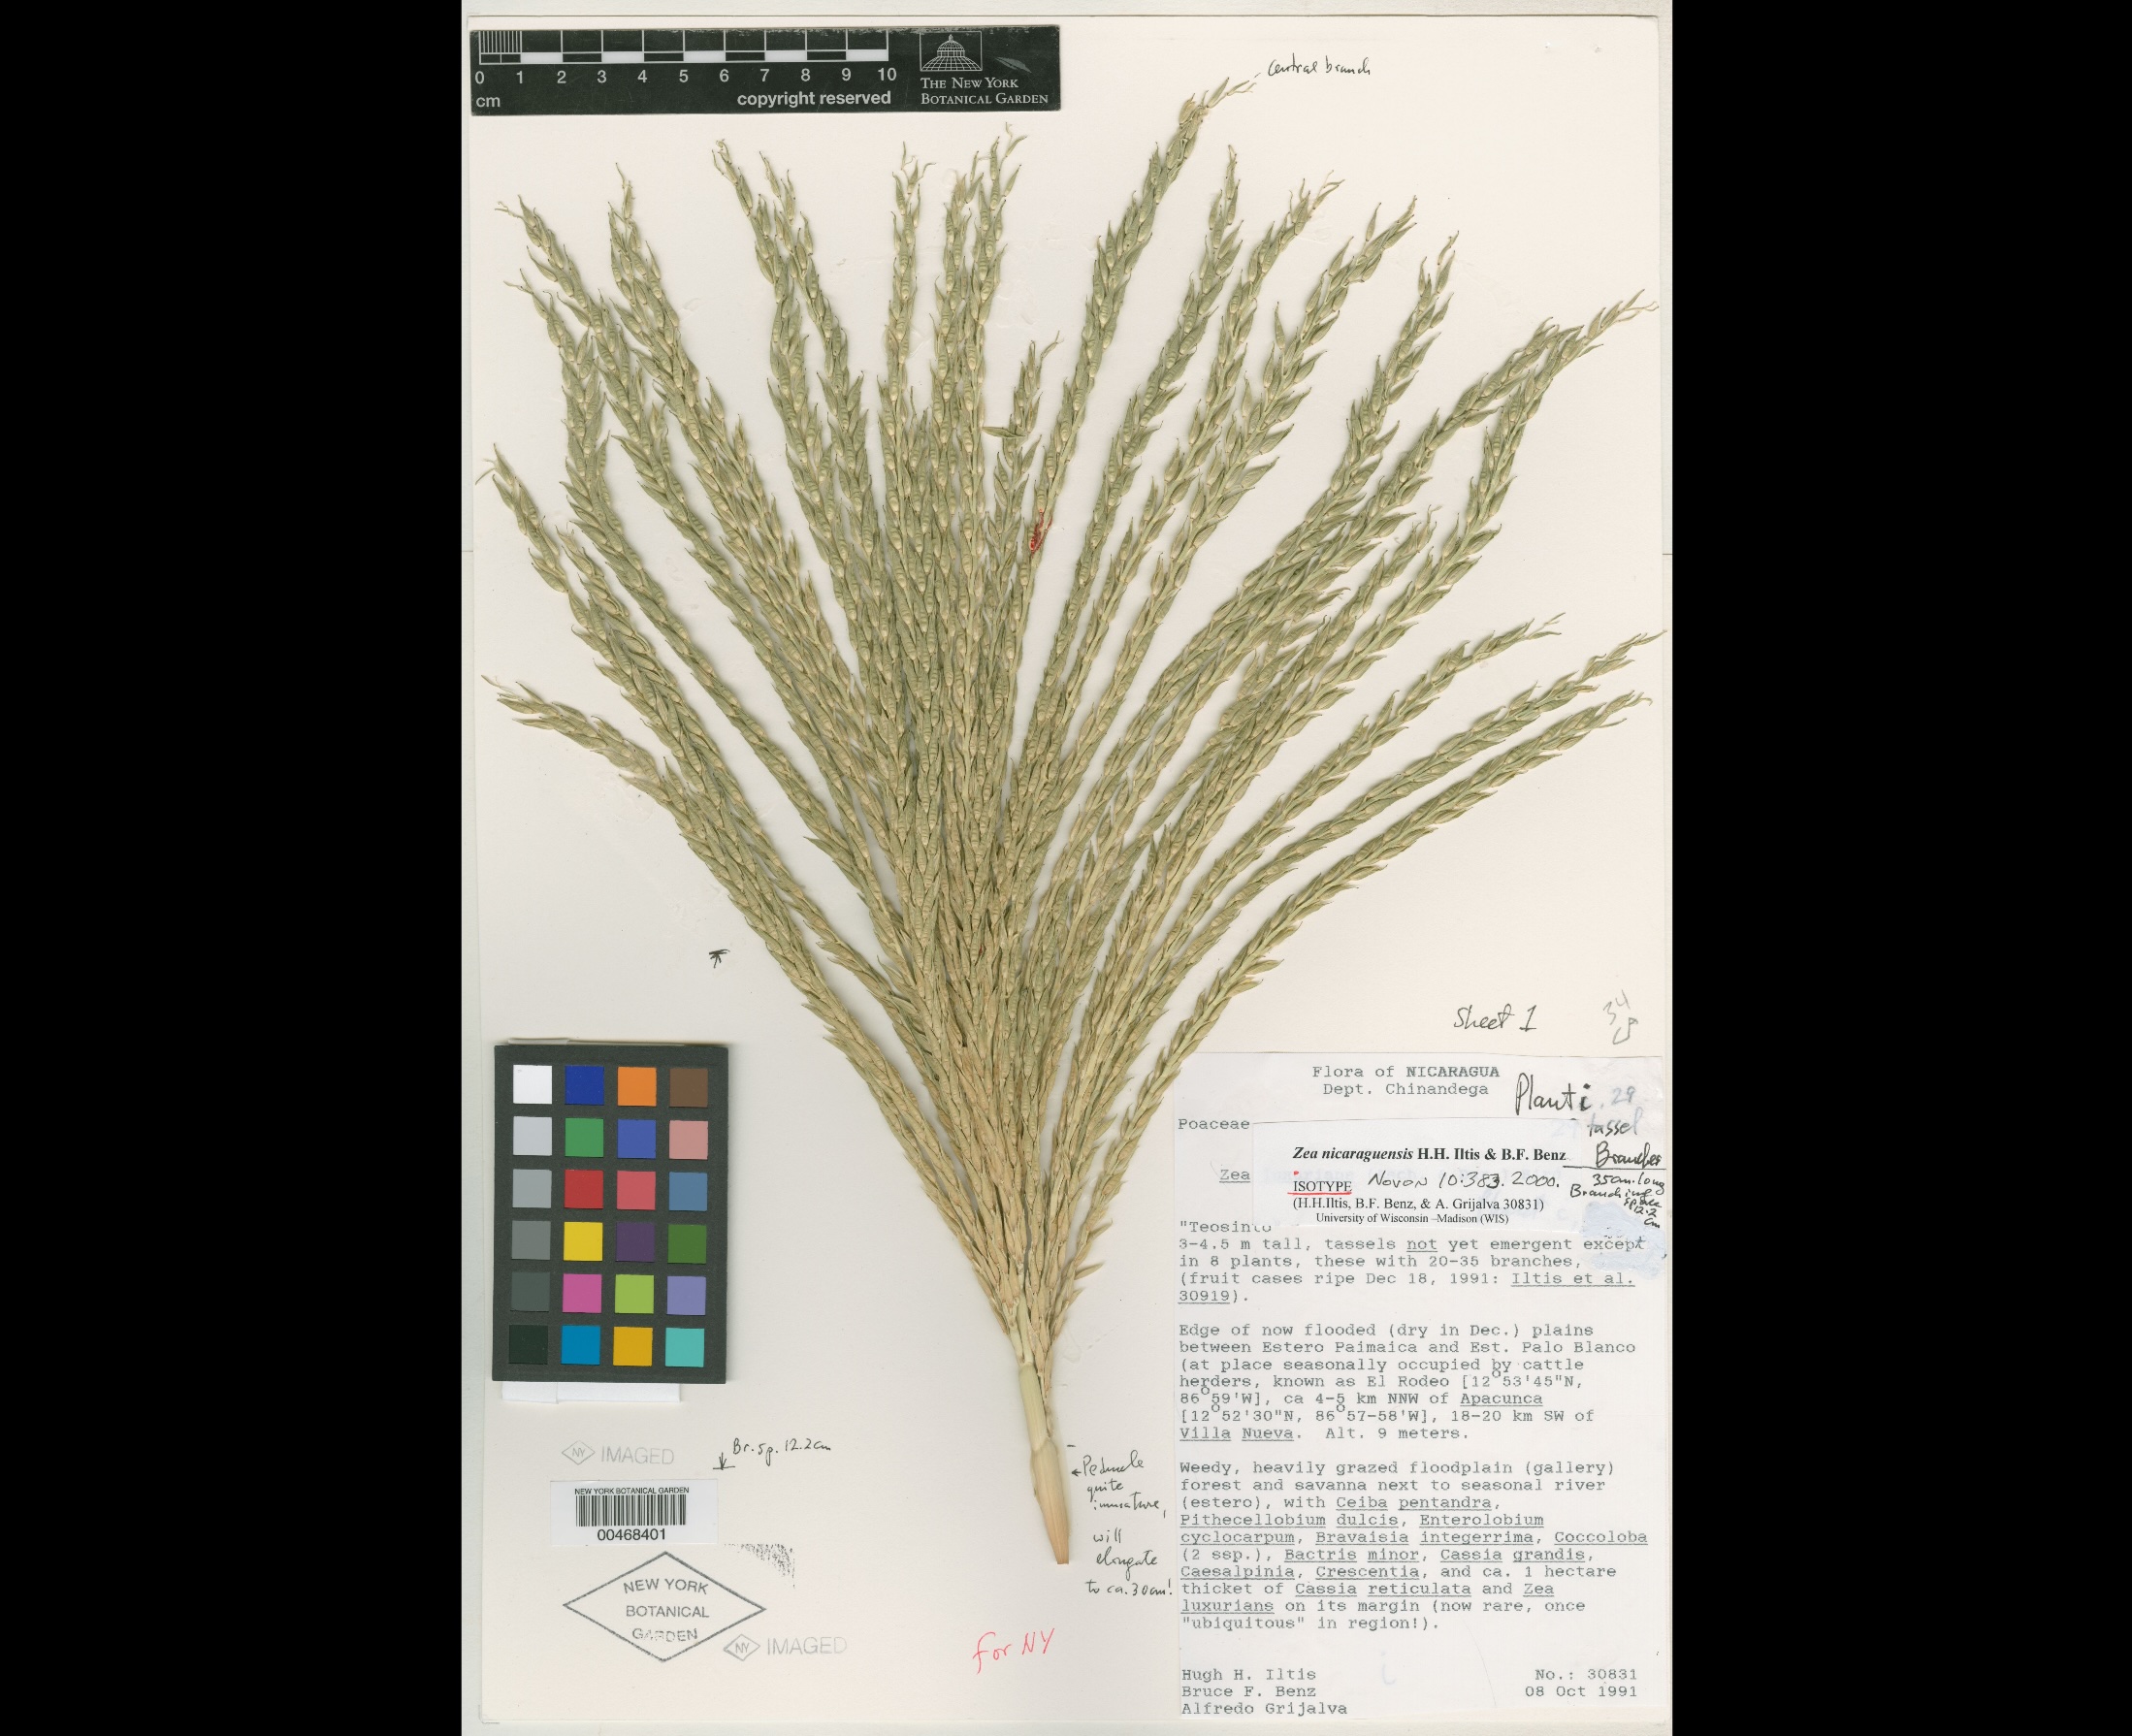 0 1 2 3 4 5 6 7 8 9 10
cm
copyright reserved
THE NEW YORK
BOTANICAL GARDEN
central branch
Sheet 1
34
Flora of NICARAGUA
Dept. Chinandega
Plant i
29
tassel
Poaceae
Branches
35cm. long
Branching
space
12.2
cm
Zea
Zea nicaraguensis H.H. Iltis & B.F. Benz
ISOTYPE Novon 10:383. 2000.
(H.H.Iltis, B.F. Benz, & A. Grijalva 30831)
University of Wisconsin –Madison (WIS)
"Teosinto
3-4.5 m tall, tassels not yet emergent except
in 8 plants, these with 20-35 branches,
(fruit cases ripe Dec 18, 1991: Iltis et al.
30919).
Edge of now flooded (dry in Dec.) plains
between Estero Paimaica and Est. Palo Blanco
(at place seasonally occupied by cattle
herders, known as El Rodeo [12°53'45"N,
86°59'W], ca 4-5 km NNW of Apacunca
[12°52'30"N, 86°57-58'W], 18-20 km SW of
Villa Nueva. Alt. 9 meters.
Weedy, heavily grazed floodplain (gallery)
forest and savanna next to seasonal river
(estero), with Ceiba pentandra,
Pithecellobium dulcis, Enterolobium
cyclocarpum, Bravaisia integerrima, Coccoloba
(2 ssp.), Bactris minor, Cassia grandis,
Caesalpinia, Crescentia, and ca. 1 hectare
thicket of Cassia reticulata and Zea
luxurians on its margin (now rare, once
"ubiquitous" in region!).
Hugh H. Iltis
Bruce F. Benz
Alfredo Grijalva
No.: 30831
08 Oct 1991
Peduncle
quite
immature,
will
elongate
to ca. 30cm!
for NY
Br. sp. 12.2cm
NY IMAGED
NEW YORK BOTANICAL GARDEN
00468401
NEW YORK
BOTANICAL
GARDEN
NY IMAGED